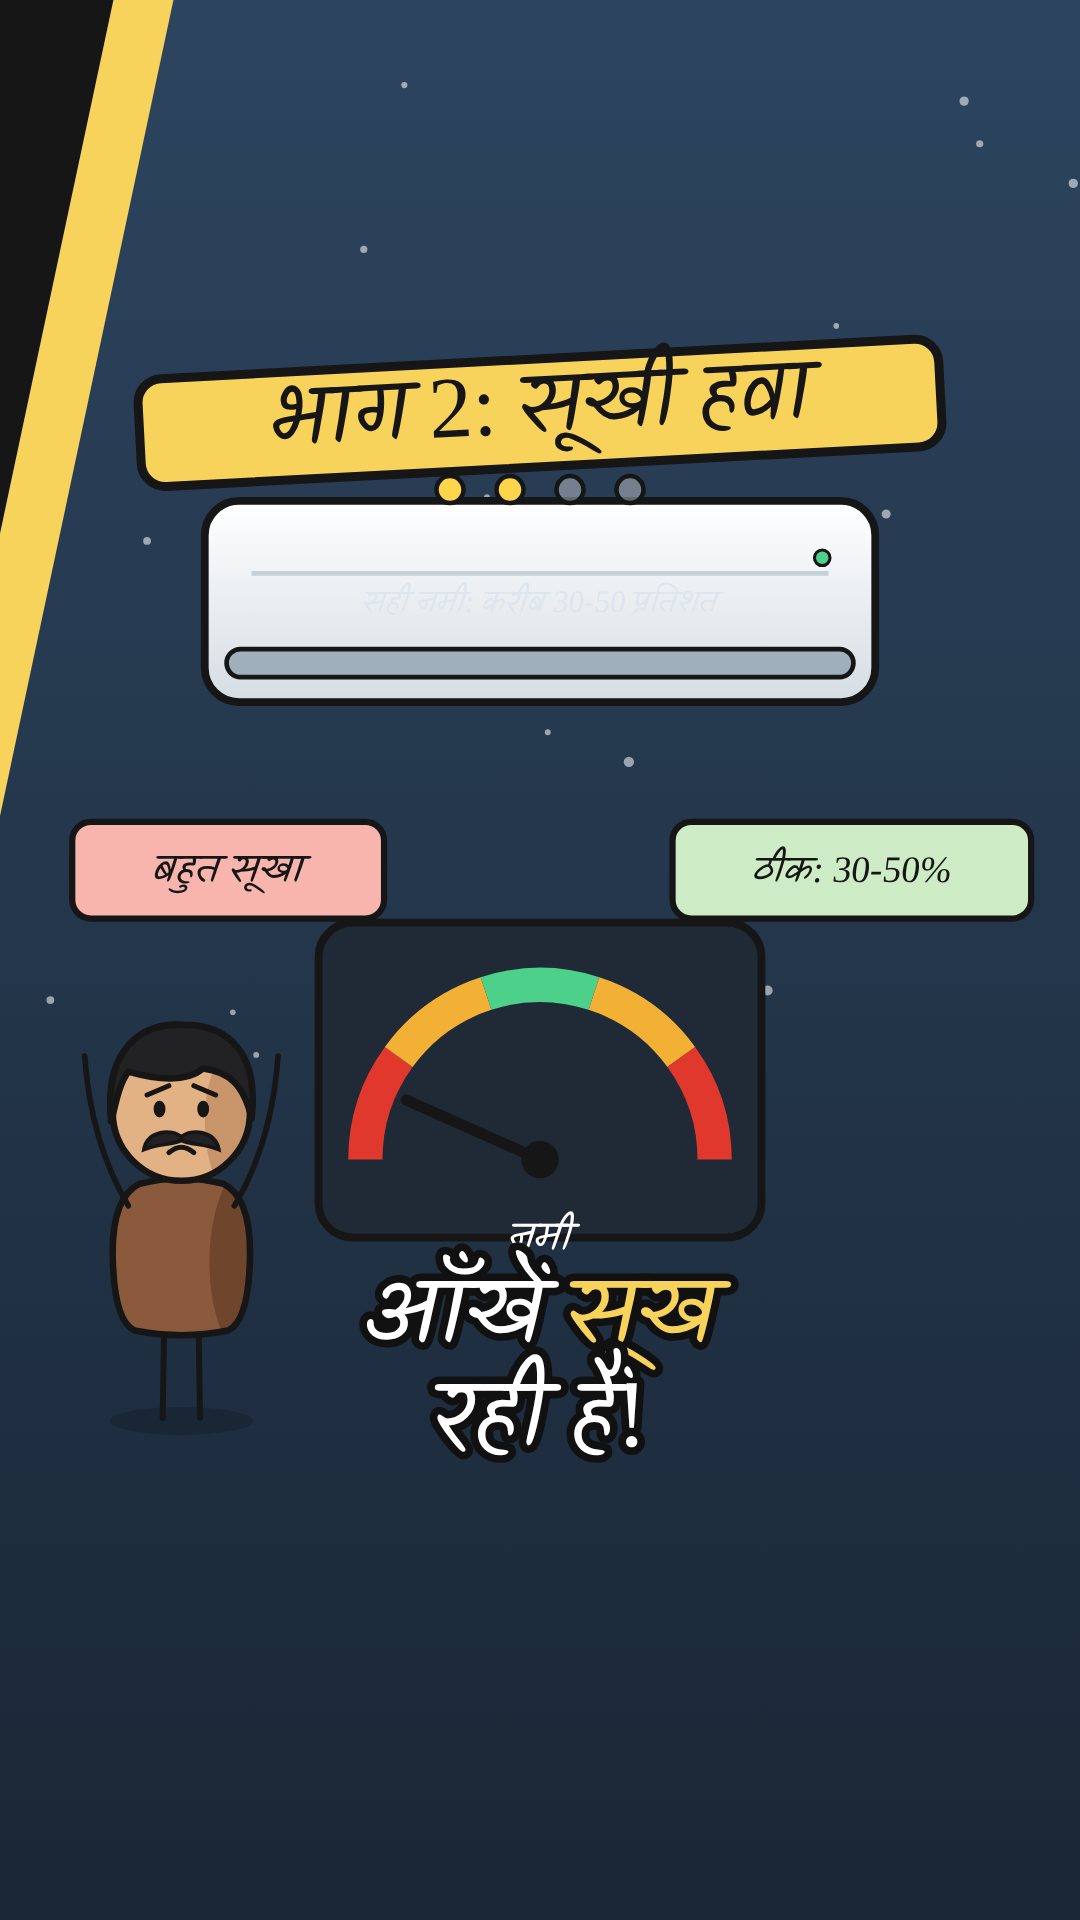 भाग 2: सूखी हवा
सही नमी: करीब 30-50 प्रतिशत
बहुत सूखा
ठीक: 30-50%
नमी
आँखें सूख
रही हैं!